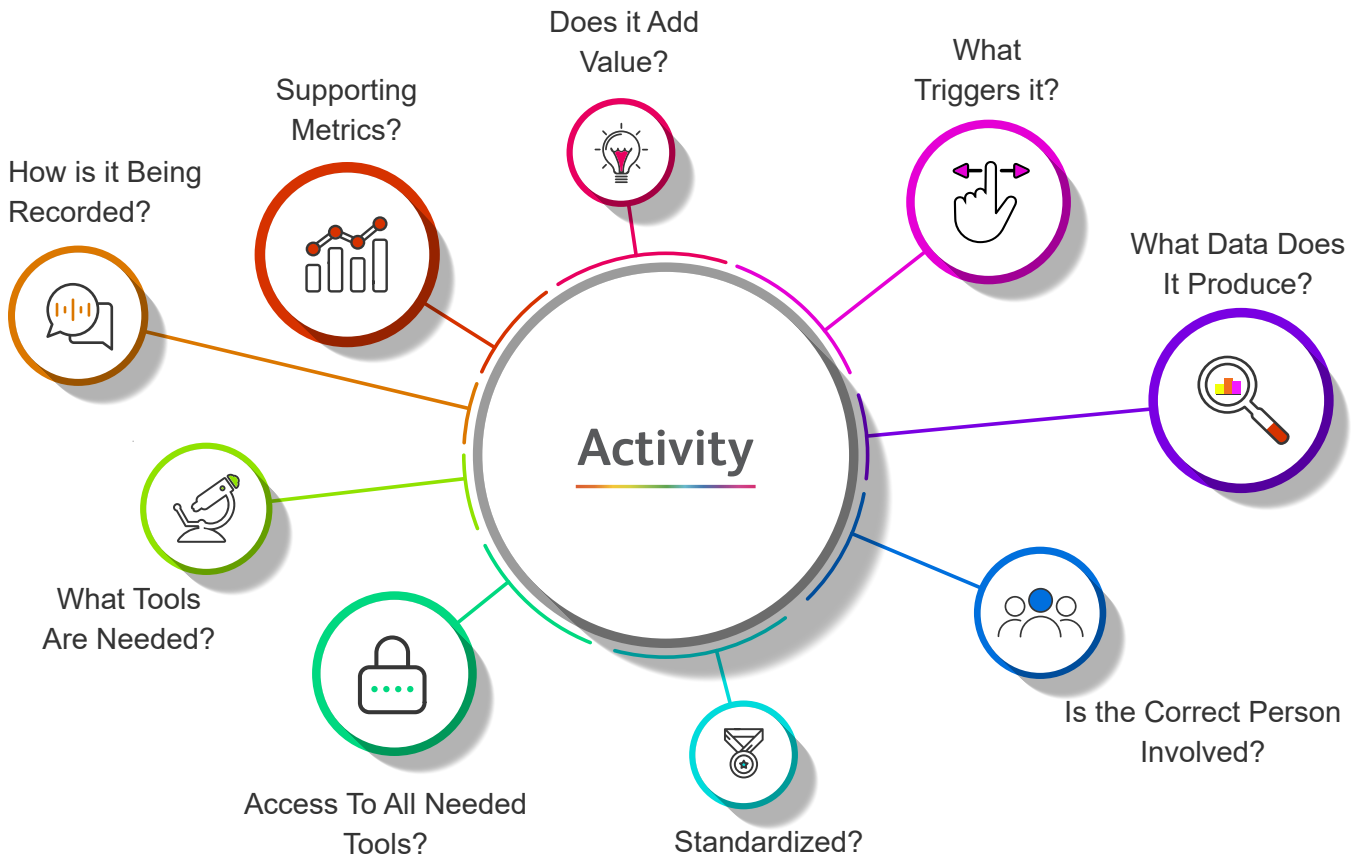 Does it Add
Value?
What
Triggers it?
Supporting
Metrics?
How is it Being
Recorded?
What Data Does
It Produce?
Activity
What Tools
Are Needed?
Is the Correct Person
Involved?
Access To All Needed
Tools?
Standardized?